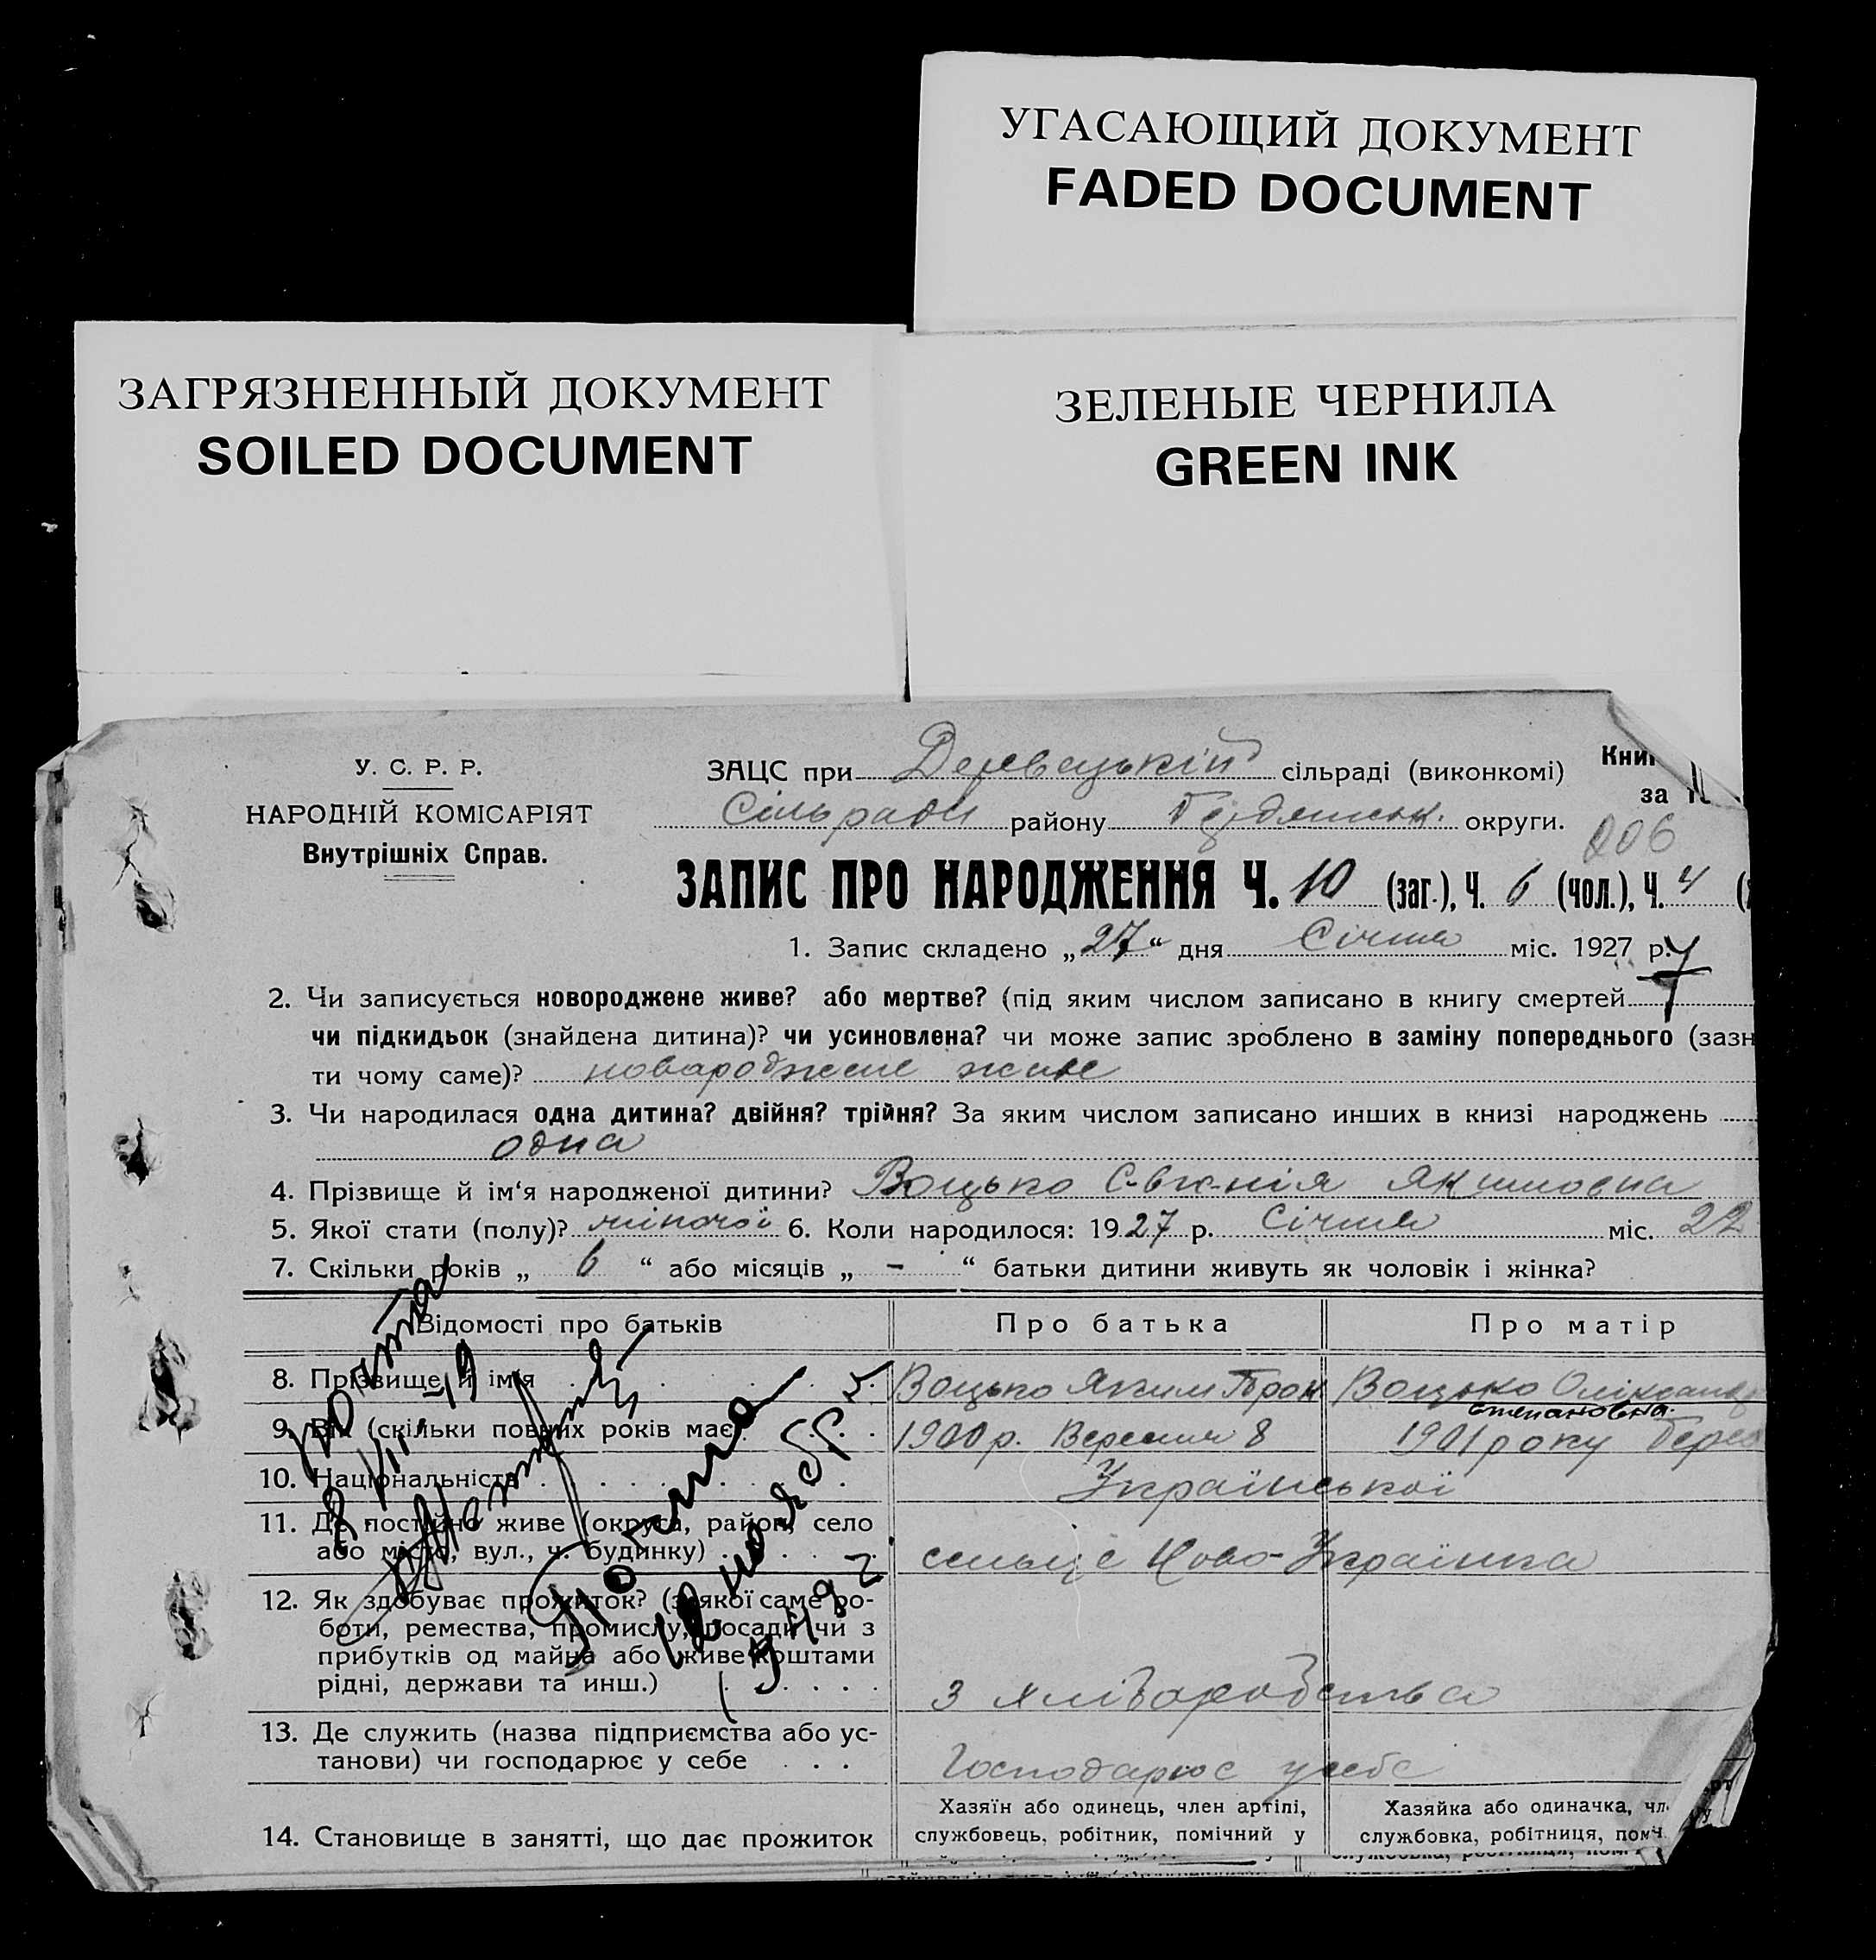 УГАСАЮЩИЙ ДОКУМЕНТ
FADED DOCUMENT
ЗАГРЯЗНЕННЫЙ ДОКУМЕНТ
SOILED DOCUMENT
ЗЕЛЕНЫЕ ЧЕРНИЛА
GREEN INK
У. С. Р. Р.
НАРОДНІЙ КОМІСАРІЯТ
Внутрішніх Справ.
ЗАЦС при Деревецькій сільраді (виконкомі)
Сільради району округи.
за
206
ЗАПИС ПРО НАРОДЖЕННЯ Ч. 10 (заг.), Ч. 6 (чол.), Ч. 4
1. Запис складено „27“ дня Січня міс. 1927 р.
2. Чи записується новороджене живе? або мертве? (під яким числом записано в книгу смертей
чи підкидьок (знайдена дитина)? чи усиновлена? чи може запис зроблено в заміну попереднього (зазн
ти чому саме)? новароджене живе
3. Чи народилася одна дитина? двійня? трійня? За яким числом записано инших в книзі народжень
одна
4. Прізвище й ім‘я народженої дитини? Воцько Євгенія Якимовна
5. Якої стати (полу)? жіночої 6. Коли народилося: 1927 р. Січня міс. 22
7. Скільки років „ 6 “ або місяців „ - “ батьки дитини живуть як чоловік і жінка?
Відомості про батьків
Про батька
Про матір
8. Прізвище й ім‘я
Воцько Яким
Воцько Олександ
Степановна.
9. Вік (скільки повних років має)
1900 р. Вересня 8
1901 року
10. Національність
Української
11. Де постійно живе (округа, район, село
або місто, вул., ч. будинку)
Ново-Українка
12. Як здобуває прожиток? (з якої саме ро-
боти, ремества, промислу, посади чи з
прибутків од майна або живе коштами
рідні, держави та инш.)
з хліборобства
13. Де служить (назва підприємства або ус-
танови) чи господарює у себе
Господарює у себе
14. Становище в занятті, що дає прожиток
Хазяїн або одинець, член артілі,
службовець, робітник, помічний у
Хазяйка або одиначка, чл.
службовка, робітниця, поміч.